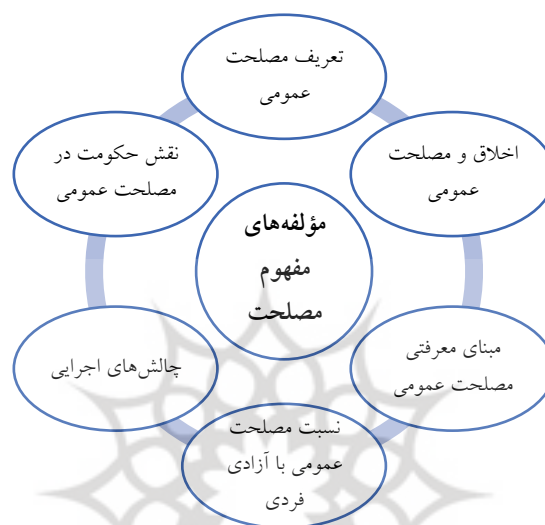 تعریف مصلحت
عمومی
اخلاق و مصلحت
عمومی
مبنای معرفتی
مصلحت عمومی
نسبت مصلحت
عمومی با آزادی
فردی
چالش‌های اجرایی
نقش حکومت در
مصلحت عمومی
مؤلفه‌های
مفهوم
مصلحت